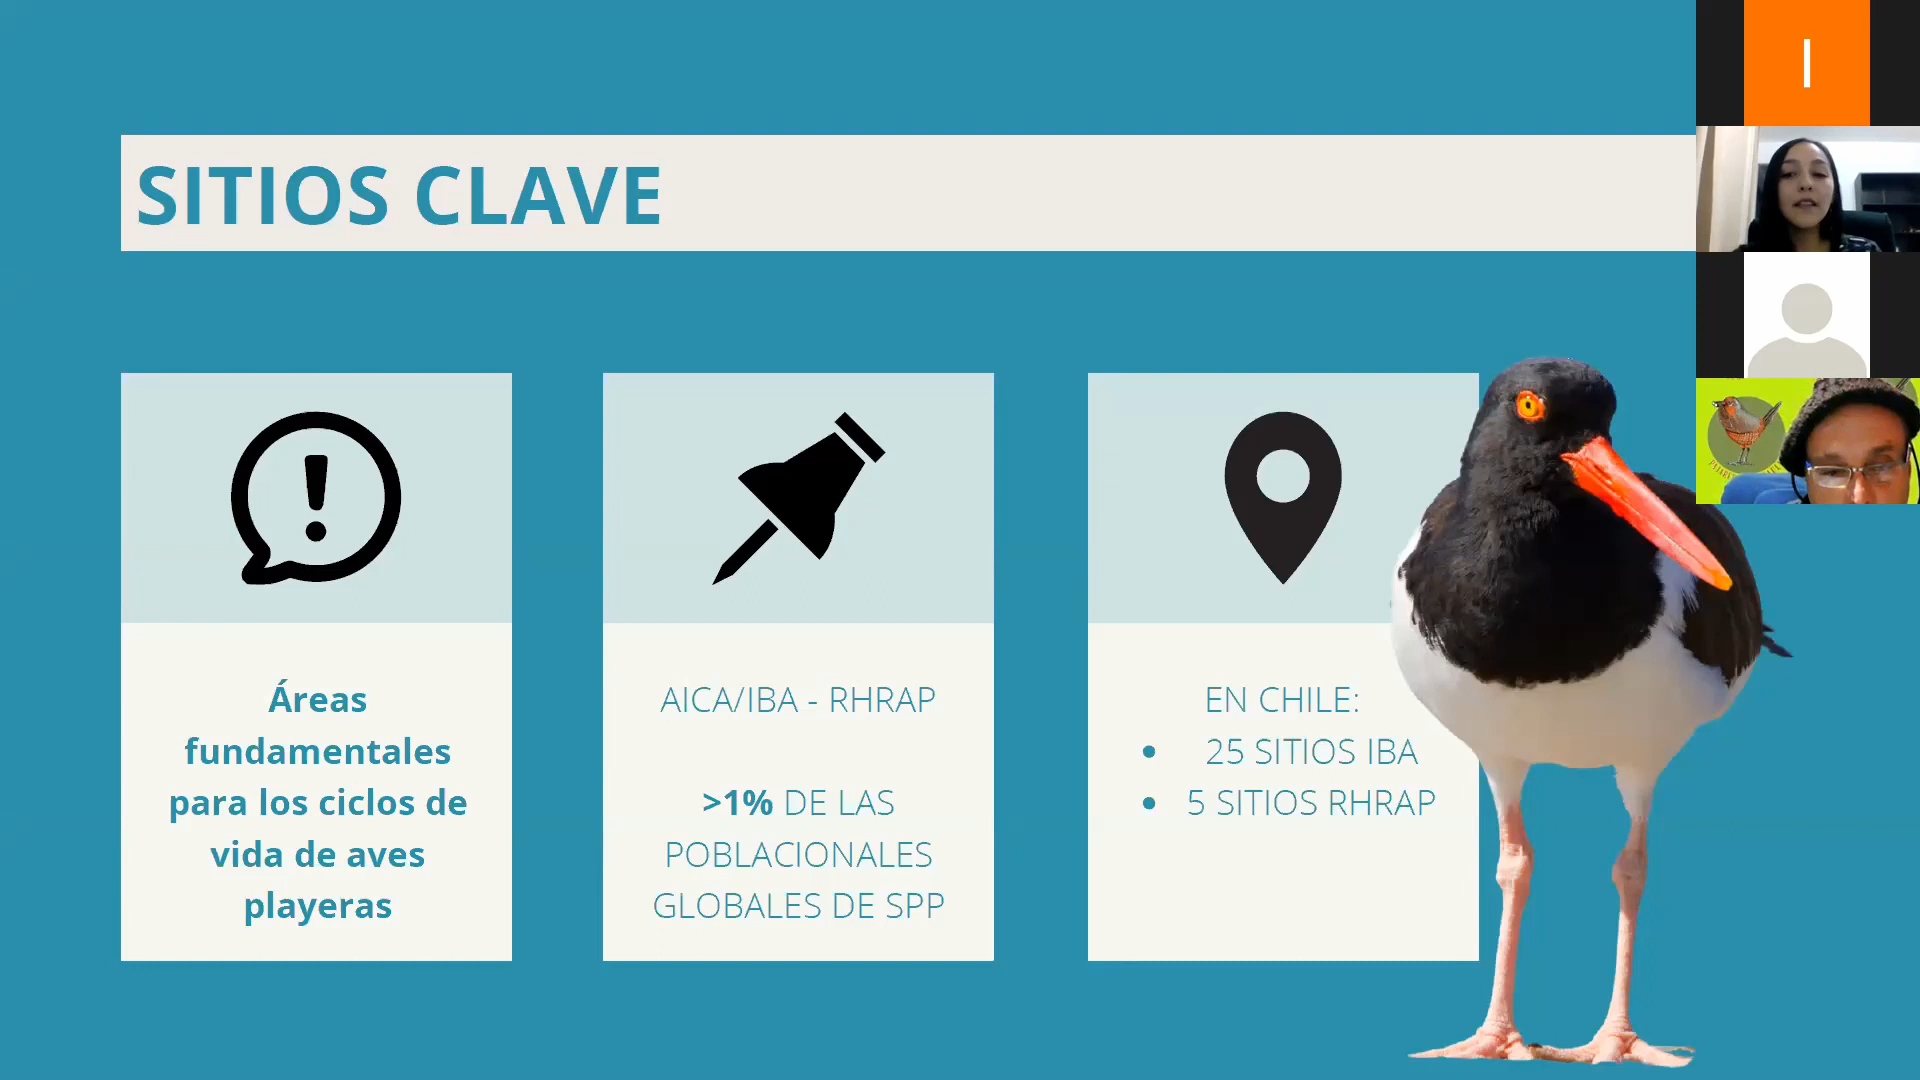 SITIOS CLAVE
Áreas
fundamentales
para los ciclos de
vida de aves
playeras
AICA/IBA - RHRAP
>1% DE LAS
POBLACIONALES
GLOBALES DE SPP
EN CHILE:
• 25 SITIOS IBA
• 5 SITIOS RHRAP
I